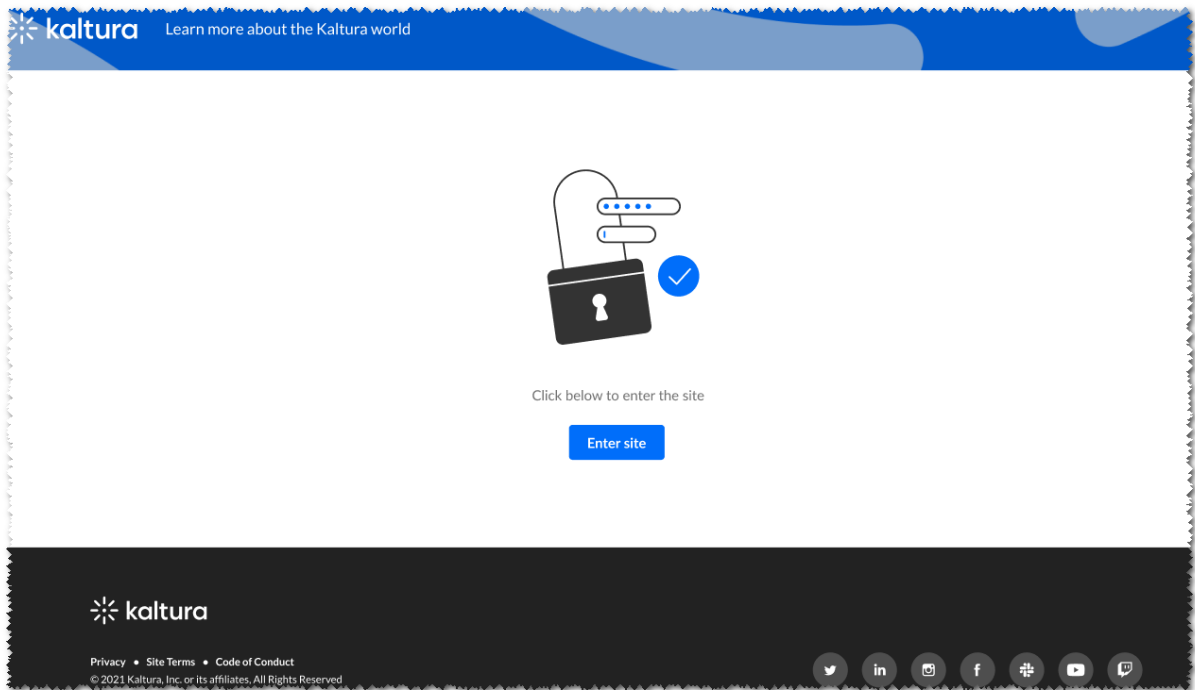 kaltura Learn more about the Kaltura world
Click below to enter the site
Enter site
kaltura
Privacy • Site Terms • Code of Conduct
© 2021 Kaltura, Inc. or its affiliates, All Rights Reserved